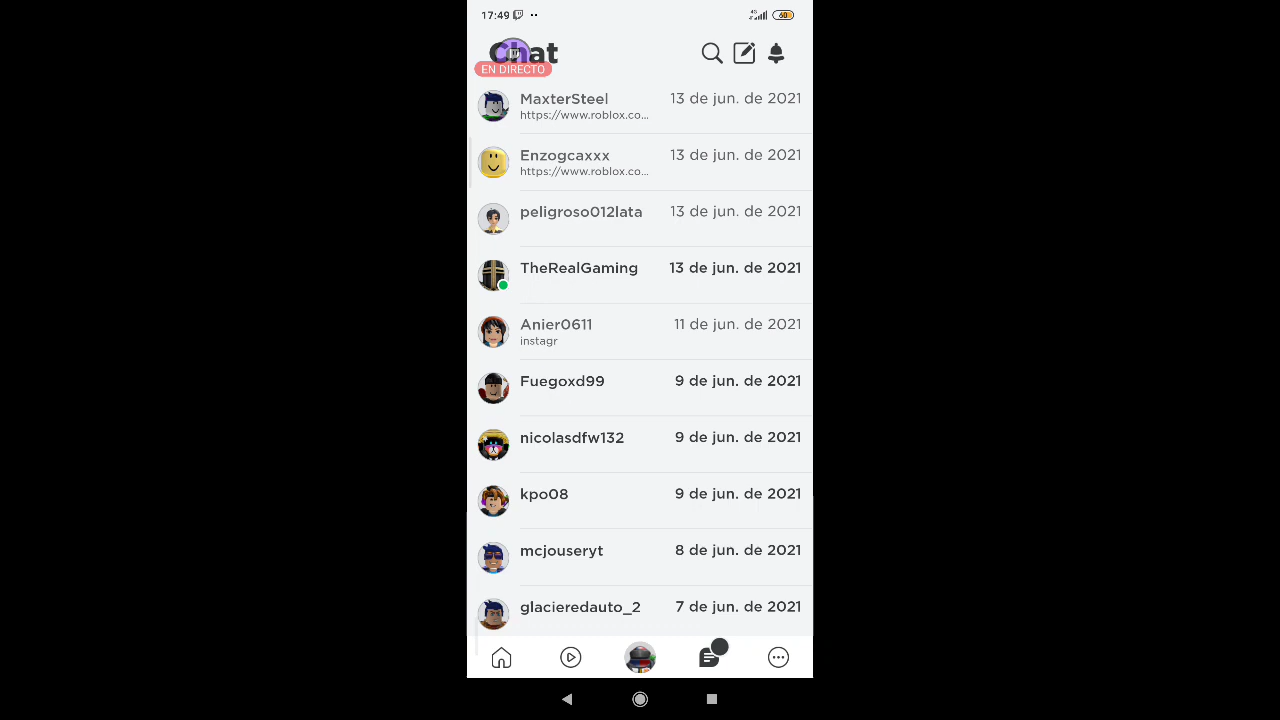 17:49
4G
60
Chat
EN DIRECTO
MaxterSteel 13 de jun. de 2021
https://www.roblox.co...
Enzogcaxxx 13 de jun. de 2021
https://www.roblox.co...
peligroso012lata 13 de jun. de 2021
TheRealGaming 13 de jun. de 2021
Anier0611 11 de jun. de 2021
instagr
Fuegoxd99 9 de jun. de 2021
nicolasdfw132 9 de jun. de 2021
kpo08 9 de jun. de 2021
mcjouseryt 8 de jun. de 2021
glacieredauto_2 7 de jun. de 2021